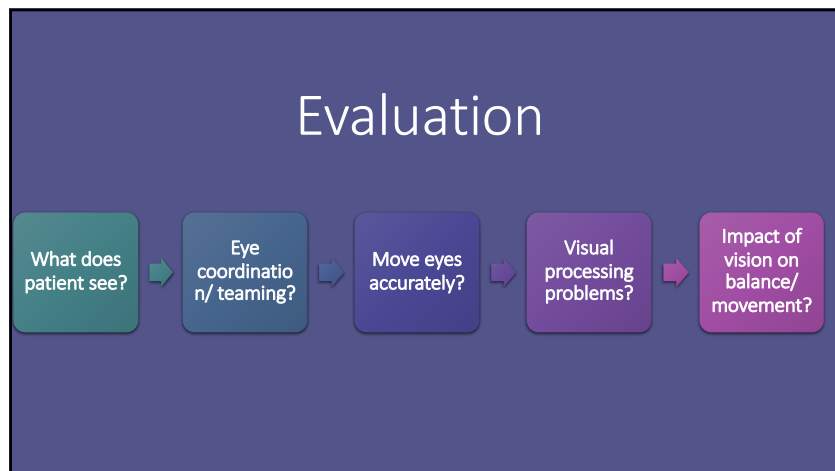 Evaluation
What does
patient see?
Eye
coordinatio
n/ teaming?
Move eyes
accurately?
Visual
processing
problems?
Impact of
vision on
balance/
movement?